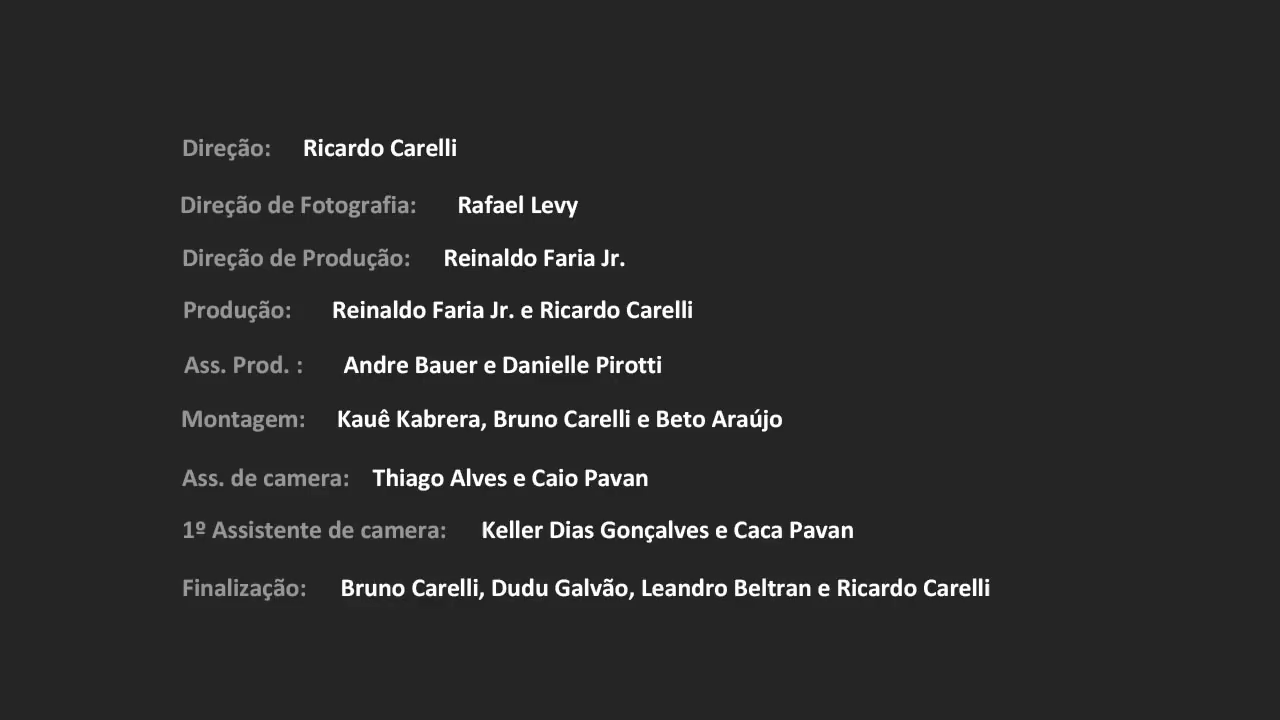 Direção: Ricardo Carelli
Direção de Fotografia: Rafael Levy
Direção de Produção: Reinaldo Faria Jr.
Produção: Reinaldo Faria Jr. e Ricardo Carelli
Ass. Prod. : Andre Bauer e Danielle Pirotti
Montagem: Kauê Kabrera, Bruno Carelli e Beto Araújo
Ass. de camera: Thiago Alves e Caio Pavan
1º Assistente de camera: Keller Dias Gonçalves e Caca Pavan
Finalização: Bruno Carelli, Dudu Galvão, Leandro Beltran e Ricardo Carelli